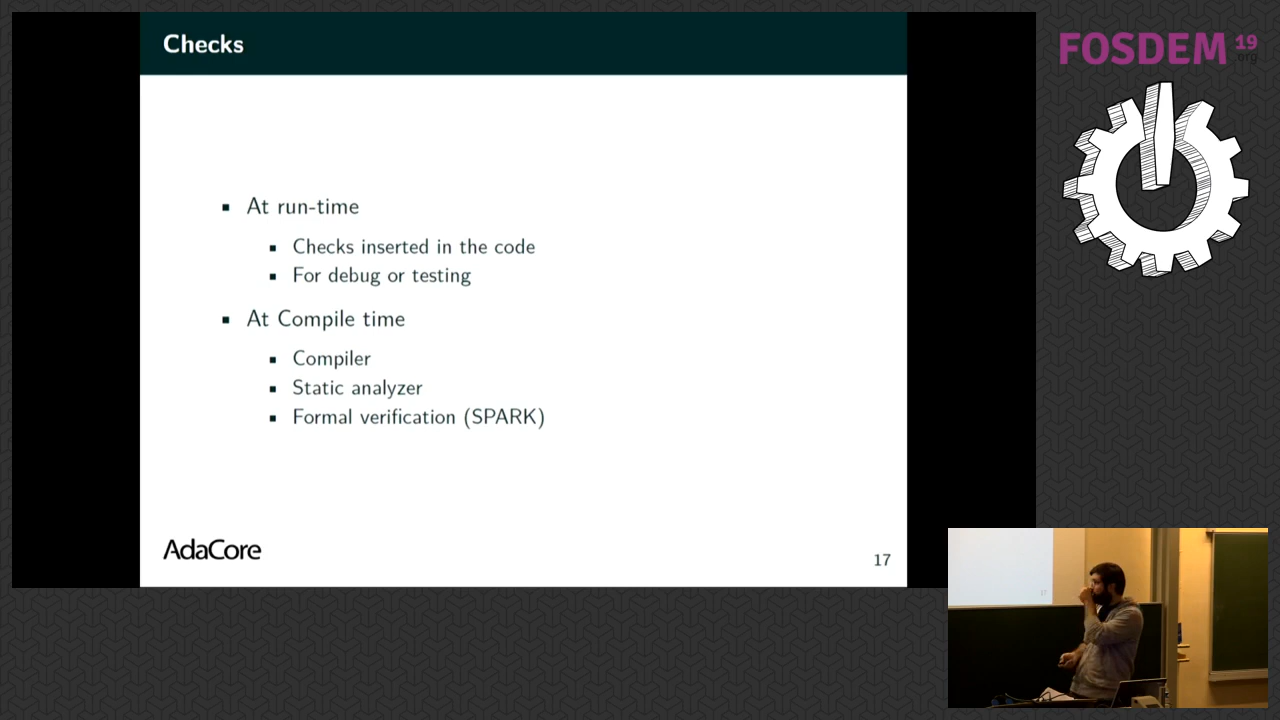 Checks
FOSDEM 19
.org
At run-time
Checks inserted in the code
For debug or testing
At Compile time
Compiler
Static analyzer
Formal verification (SPARK)
AdaCore
17
17